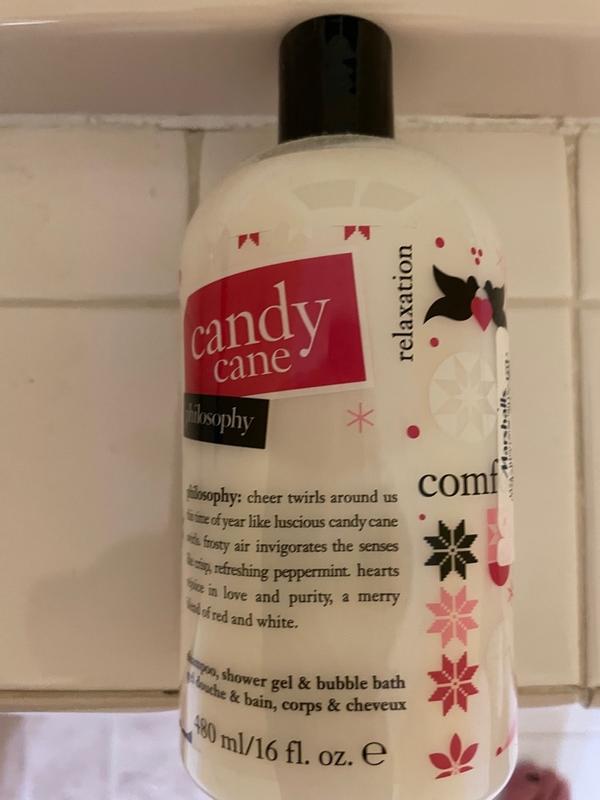 candy
cane
philosophy
relaxation
comf
Marshalls
philosophy: cheer twirls around us
this time of year like luscious candy cane
swirls. frosty air invigorates the senses
like crisp, refreshing peppermint. hearts
rejoice in love and purity, a merry
blend of red and white.
shampoo, shower gel & bubble bath
gel douche & bain, corps & cheveux
480 ml/16 fl. oz. e